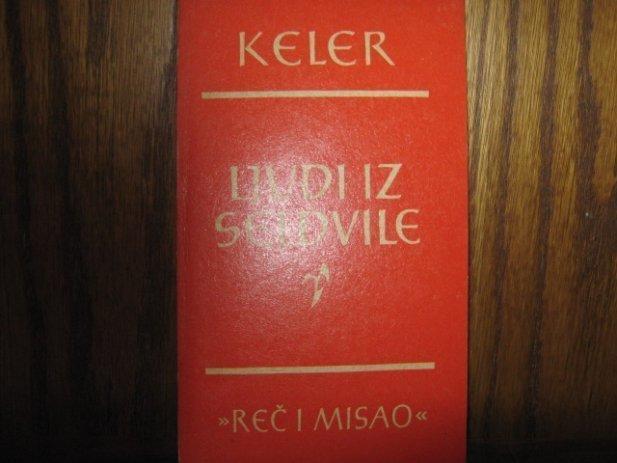 KELER
LJUDI IZ
SELDVILE
»REČ I MISAO«